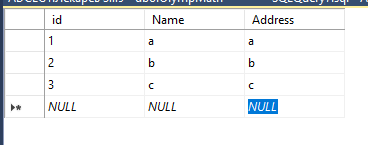 id Name Address
1 a a
2 b b
3 c c
NULL NULL NULL